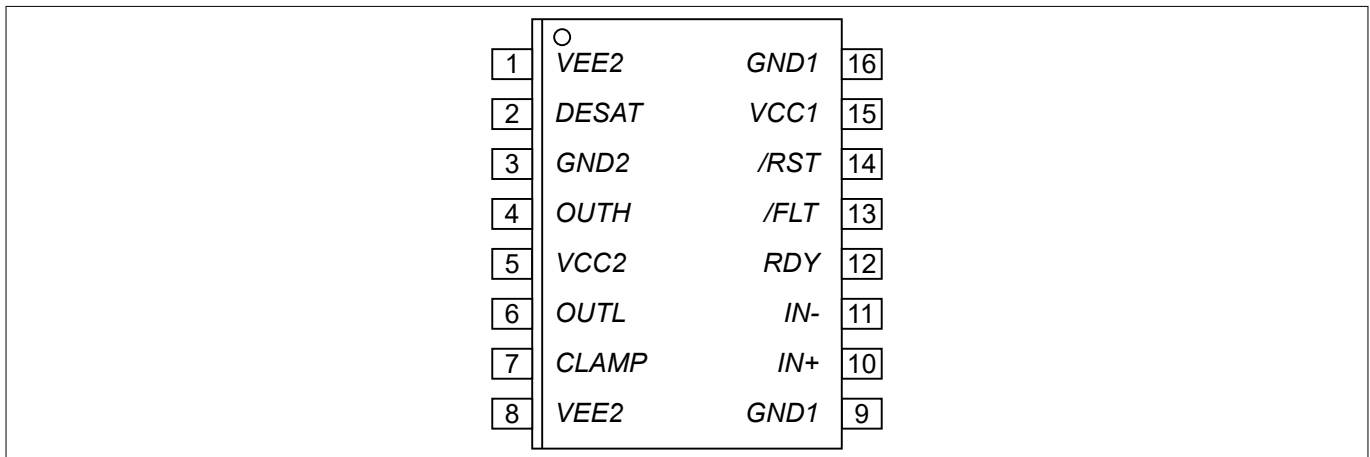 1 VEE2 GND1 16
2 DESAT VCC1 15
3 GND2 /RST 14
4 OUTH /FLT 13
5 VCC2 RDY 12
6 OUTL IN- 11
7 CLAMP IN+ 10
8 VEE2 GND1 9